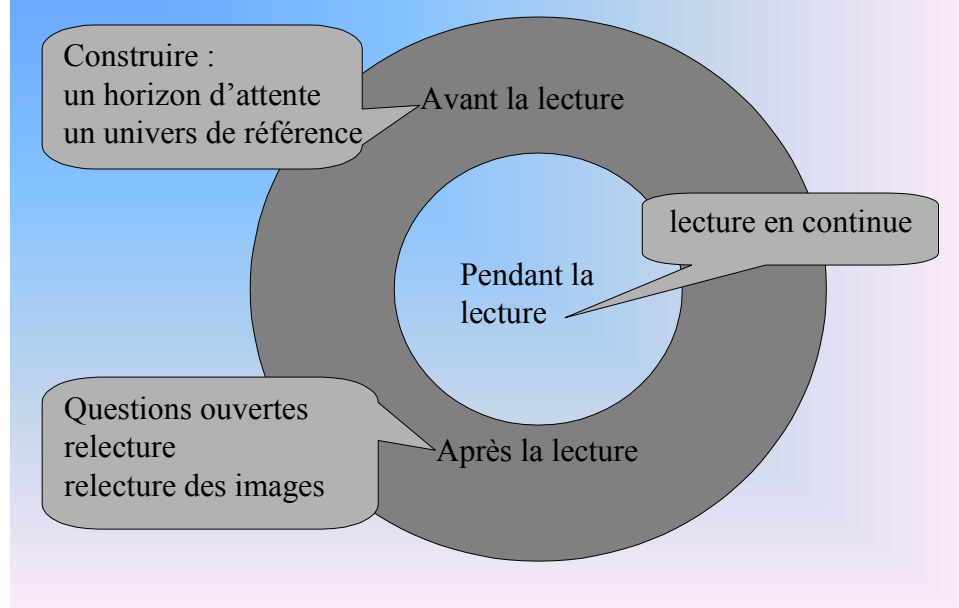 Construire :
un horizon d’attente
un univers de référence
Avant la lecture
lecture en continue
Pendant la
lecture
Questions ouvertes
relecture
relecture des images
Après la lecture